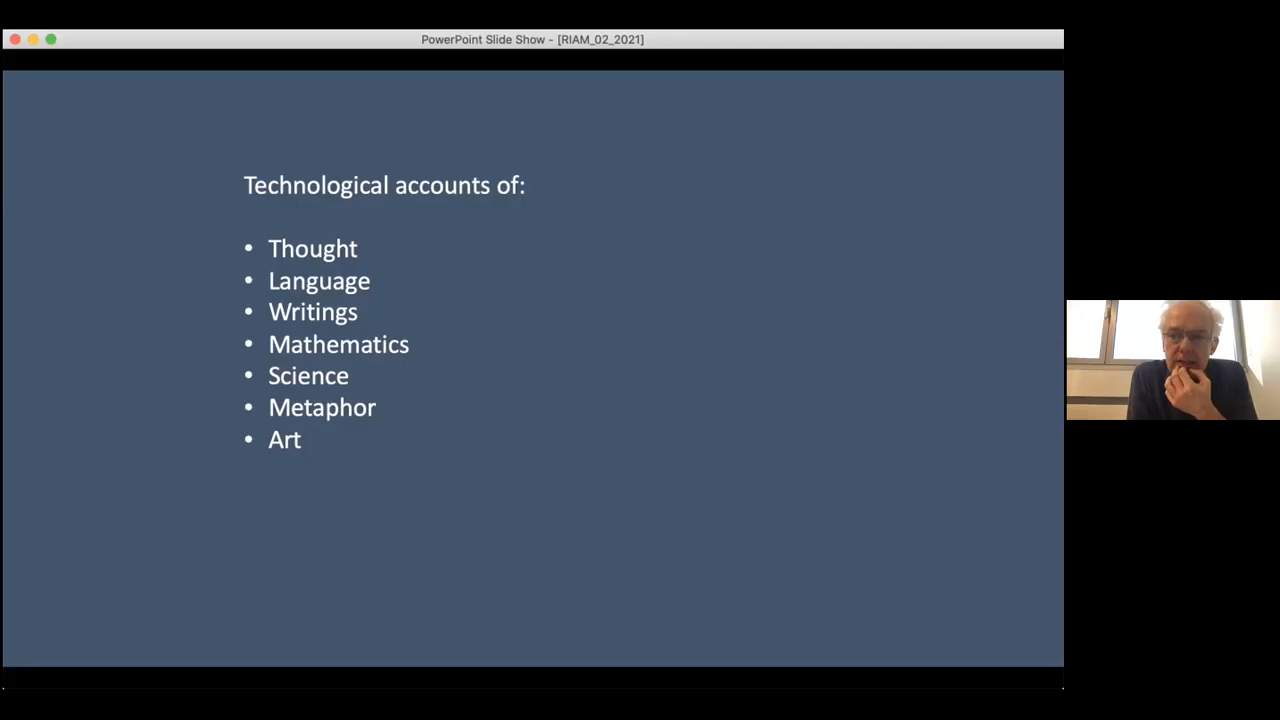 PowerPoint Slide Show - [RIAM_02_2021]
Technological accounts of:
• Thought
• Language
• Writings
• Mathematics
• Science
• Metaphor
• Art